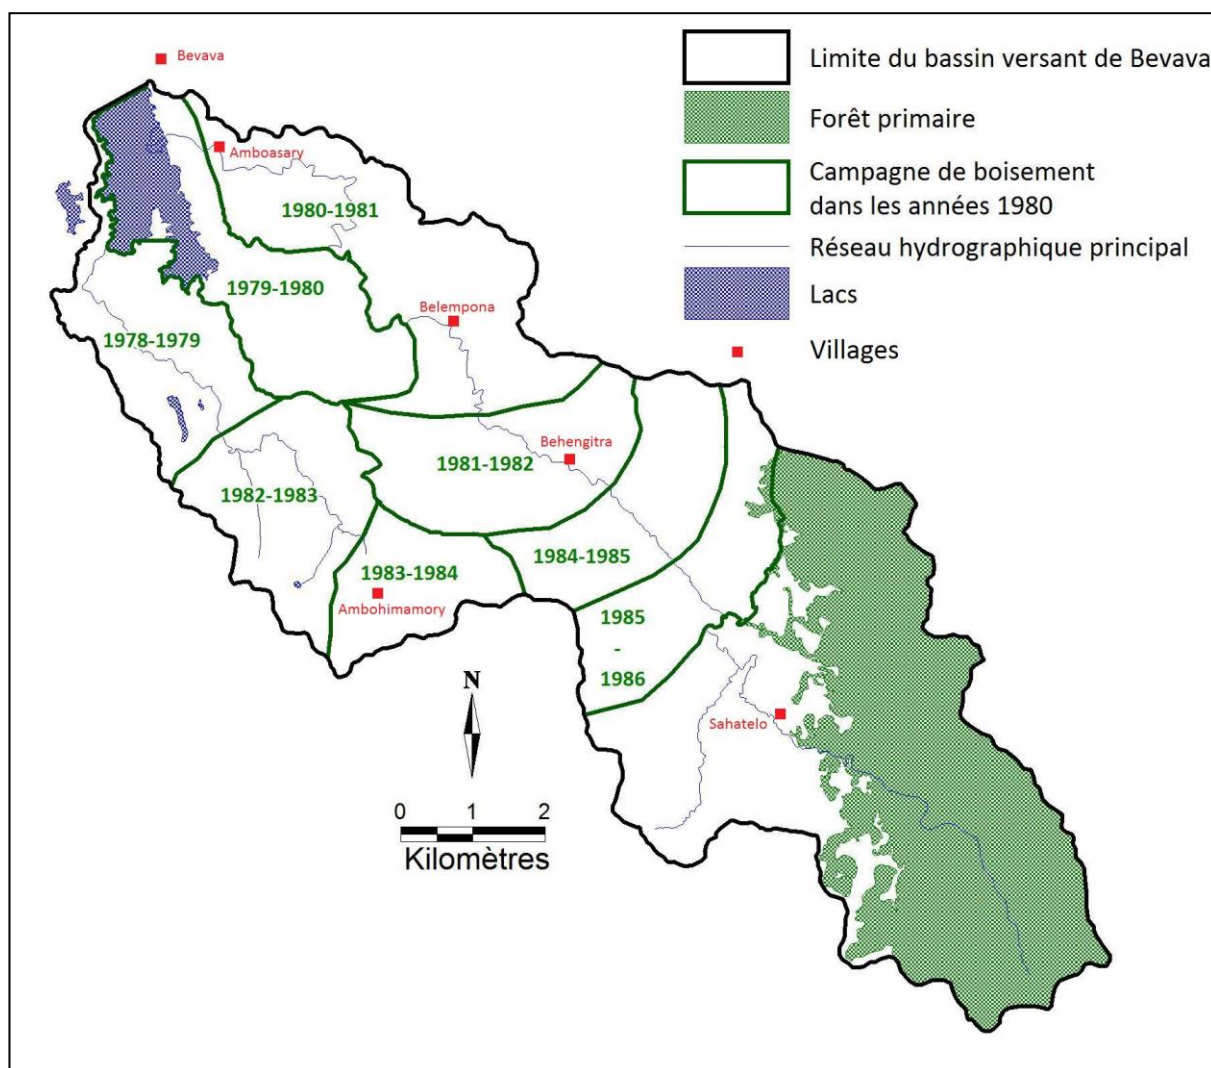 Bevava
Limite du bassin versant de Bevava
Forêt primaire
Amboasary
Campagne de boisement
dans les années 1980
1980-1981
Réseau hydrographique principal
1979-1980
Lacs
Belempona
1978-1979
Villages
Behengitra
1981-1982
1982-1983
1984-1985
1983-1984
Ambohimamory
1985
-
1986
N
Sahatelo
0 1 2
Kilomètres